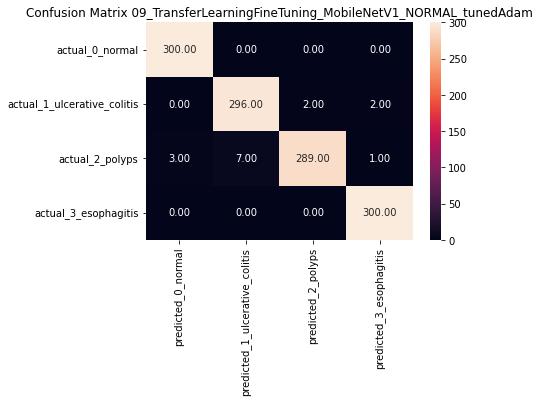 Confusion Matrix 09_TransferLearningFineTuning_MobileNetV1_NORMAL_tunedAdam
actual_0_normal 300.00 0.00 0.00 0.00
actual_1_ulcerative_colitis 0.00 296.00 2.00 2.00
actual_2_polyps 3.00 7.00 289.00 1.00
actual_3_esophagitis 0.00 0.00 0.00 300.00
predicted_0_normal
predicted_1_ulcerative_colitis
predicted_2_polyps
predicted_3_esophagitis
300
250
200
150
100
50
0